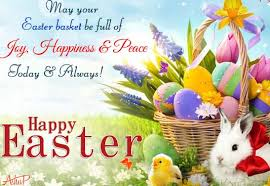 May your
Easter basket be full of
Joy, Happiness & Peace
Today & Always!
Happy
Easter